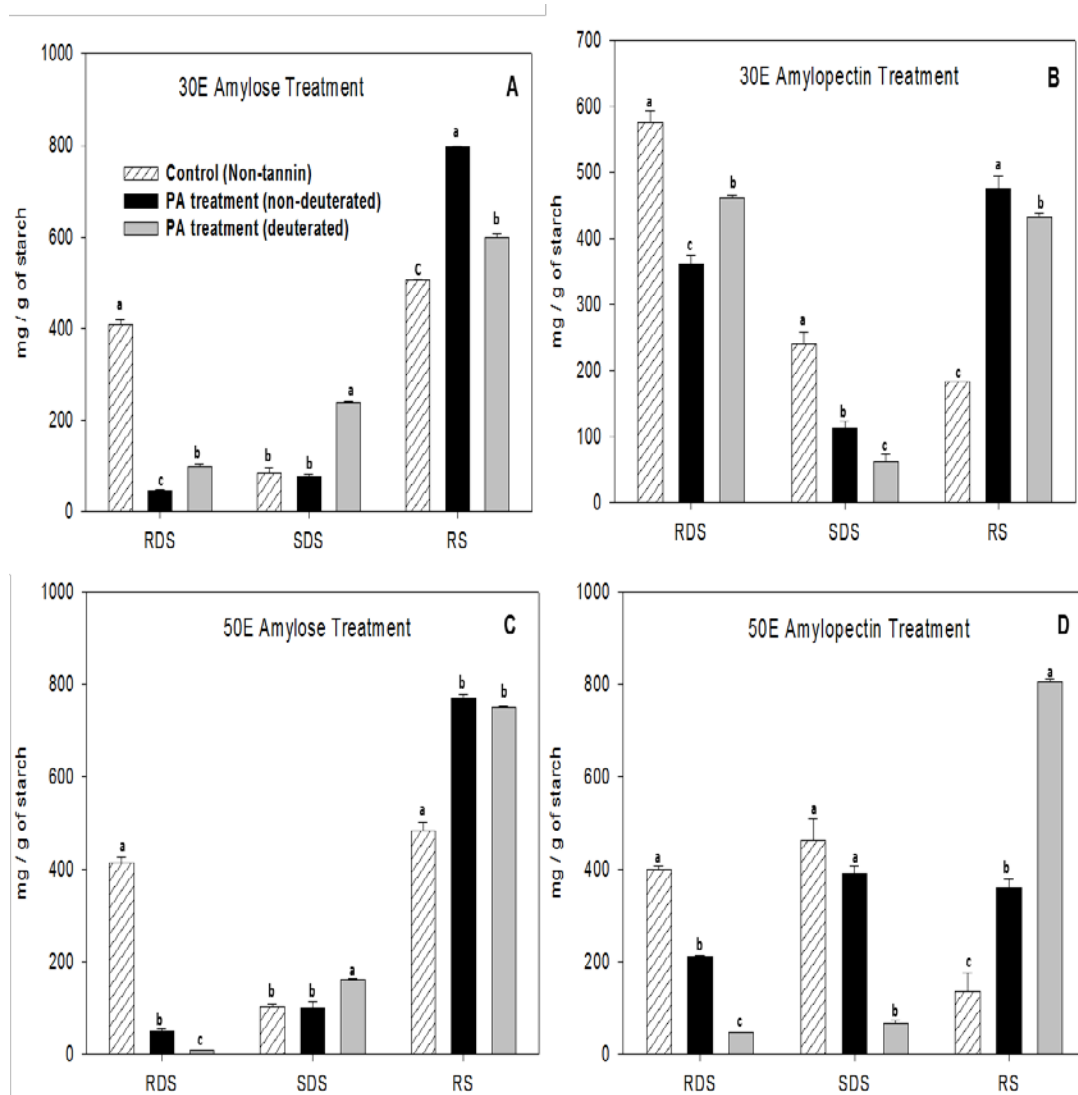 30E Amylose Treatment A
Control (Non-tannin)
PA treatment (non-deuterated)
PA treatment (deuterated)
mg / g of starch
1000
800
600
400
200
0
a
c
b
b
b
a
C
a
b
RDS SDS RS
30E Amylopectin Treatment B
mg / g of starch
700
600
500
400
300
200
100
0
a
c
b
a
b
c
c
a
b
RDS SDS RS
50E Amylose Treatment C
mg / g of starch
1000
800
600
400
200
0
a
b
c
b
b
a
a
b
b
RDS SDS RS
50E Amylopectin Treatment D
mg / g of starch
1000
800
600
400
200
0
a
b
c
a
a
b
c
b
a
RDS SDS RS